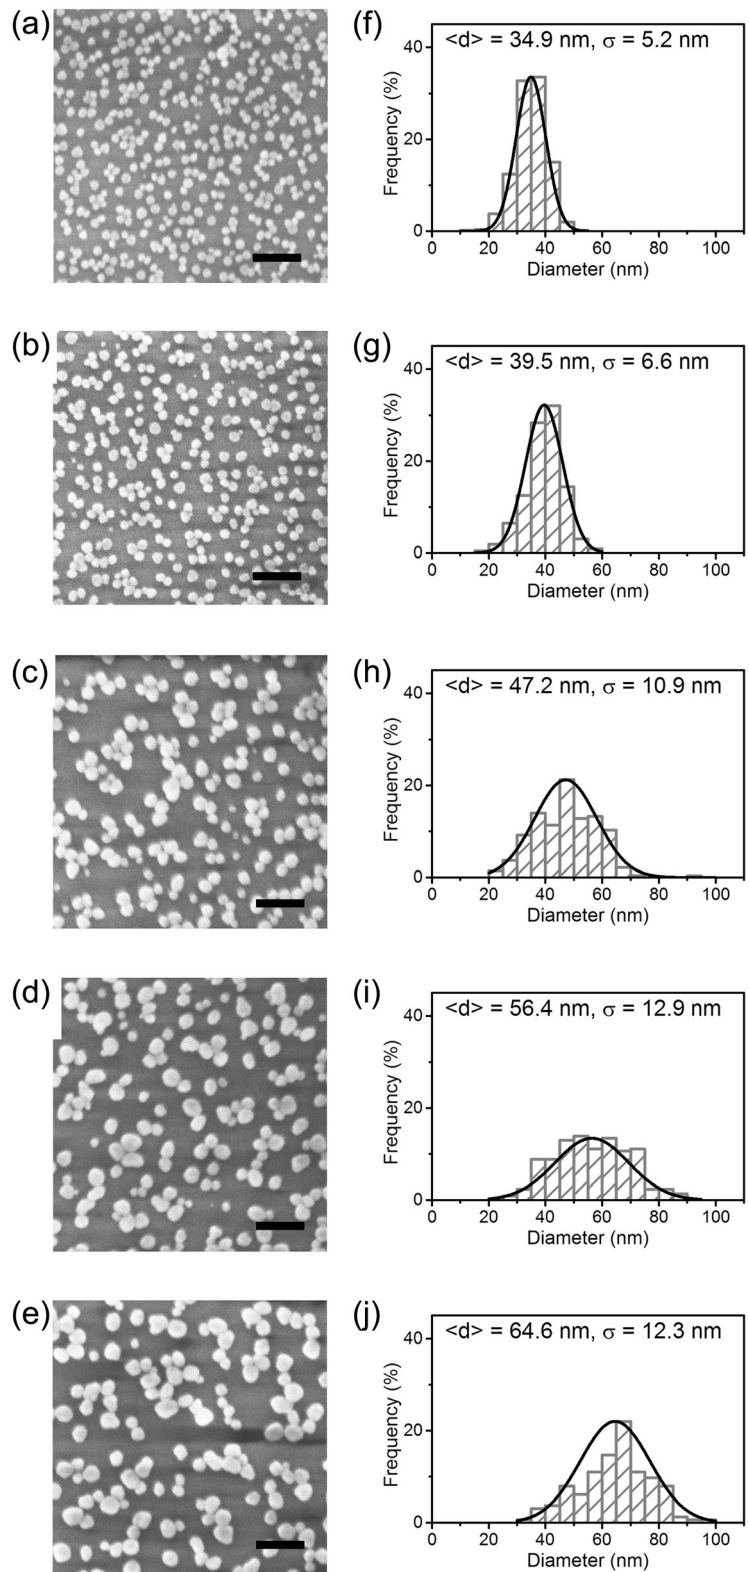 (a)
(f)
<d> = 34.9 nm, σ = 5.2 nm
Frequency (%)
40
20
0
0 20 40 60 80 100
Diameter (nm)
(b)
(g)
<d> = 39.5 nm, σ = 6.6 nm
Frequency (%)
40
20
0
0 20 40 60 80 100
Diameter (nm)
(c)
(h)
<d> = 47.2 nm, σ = 10.9 nm
Frequency (%)
40
20
0
0 20 40 60 80 100
Diameter (nm)
(d)
(i)
<d> = 56.4 nm, σ = 12.9 nm
Frequency (%)
40
20
0
0 20 40 60 80 100
Diameter (nm)
(e)
(j)
<d> = 64.6 nm, σ = 12.3 nm
Frequency (%)
40
20
0
0 20 40 60 80 100
Diameter (nm)